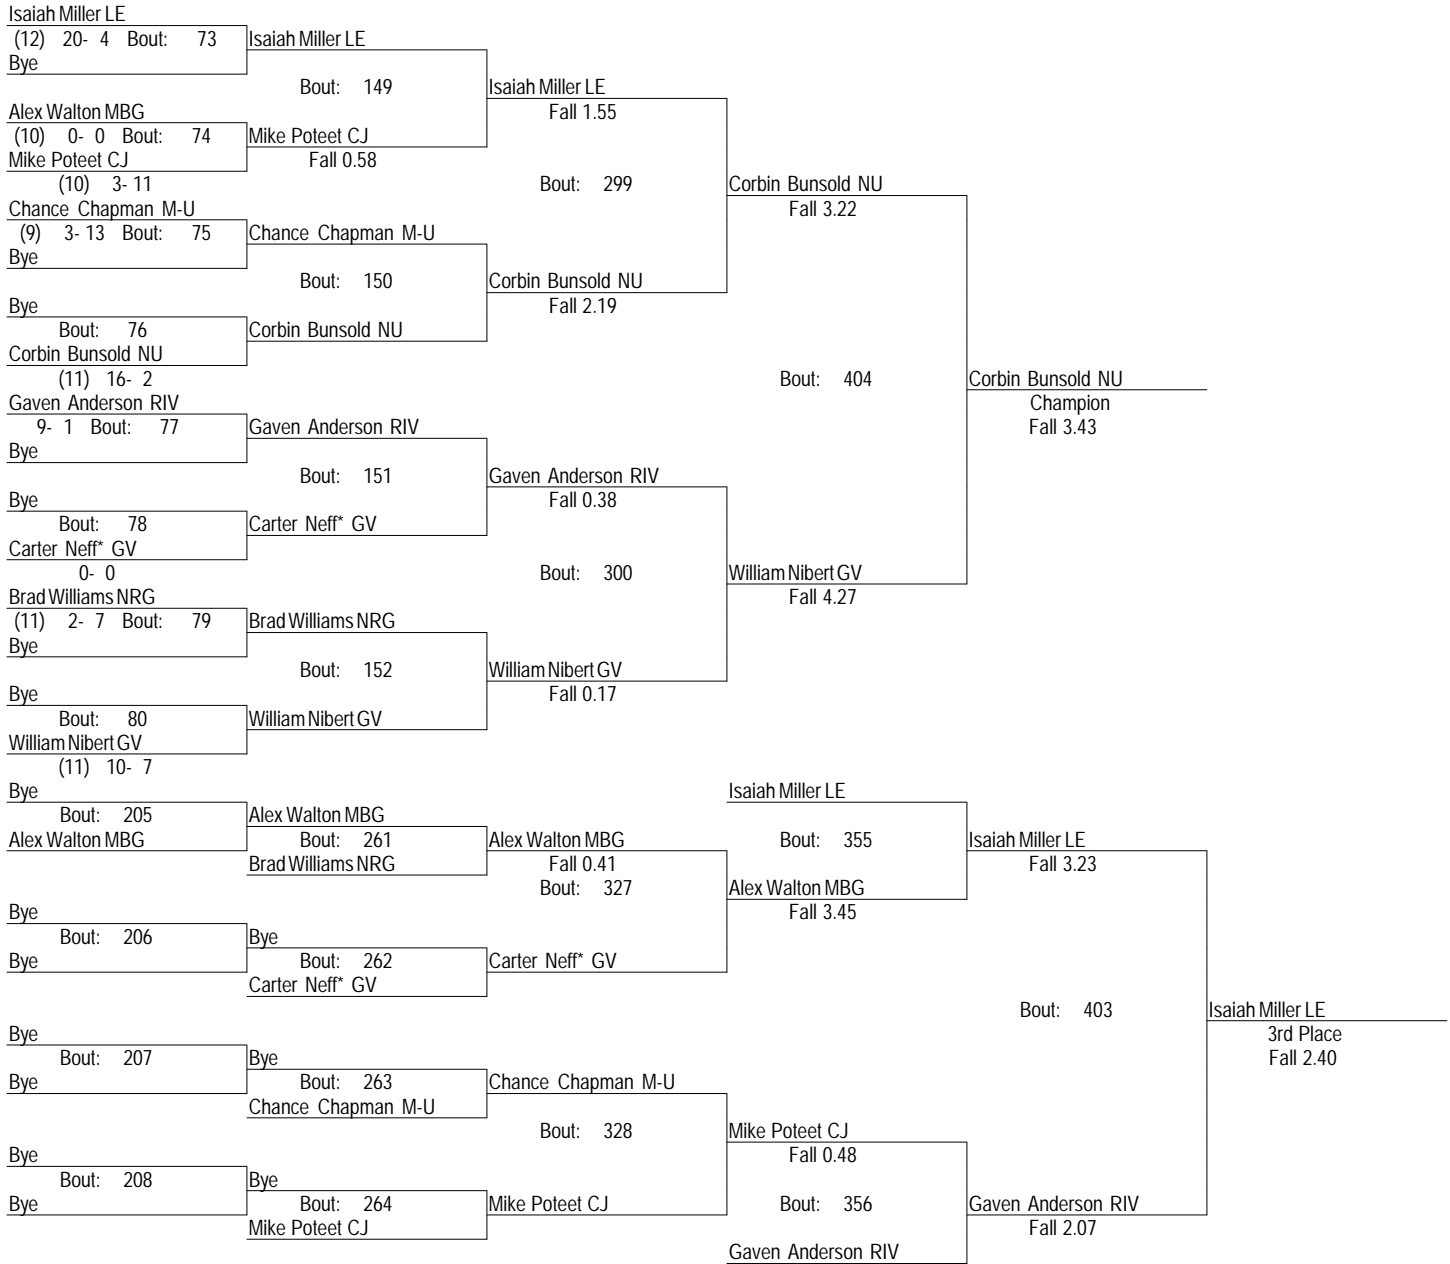 Isaiah Miller LE
(12) 20- 4 Bout: 73 Isaiah Miller LE
Bye
Bout: 149 Isaiah Miller LE
Alex Walton MBG Fall 1.55
(10) 0- 0 Bout: 74 Mike Poteet CJ
Mike Poteet CJ Fall 0.58
(10) 3- 11 Bout: 299 Corbin Bunsold NU
Chance Chapman M-U Fall 3.22
(9) 3- 13 Bout: 75 Chance Chapman M-U
Bye
Bout: 150 Corbin Bunsold NU
Bye Fall 2.19
Bout: 76 Corbin Bunsold NU
Corbin Bunsold NU
(11) 16- 2 Bout: 404 Corbin Bunsold NU
Gaven Anderson RIV Champion
9- 1 Bout: 77 Gaven Anderson RIV Fall 3.43
Bye
Bout: 151 Gaven Anderson RIV
Bye Fall 0.38
Bout: 78 Carter Neff* GV
Carter Neff* GV
0- 0 Bout: 300 William Nibert GV
Brad Williams NRG Fall 4.27
(11) 2- 7 Bout: 79 Brad Williams NRG
Bye
Bout: 152 William Nibert GV
Bye Fall 0.17
Bout: 80 William Nibert GV
William Nibert GV
(11) 10- 7
Bye Isaiah Miller LE
Bout: 205 Alex Walton MBG
Alex Walton MBG Bout: 261 Alex Walton MBG Bout: 355 Isaiah Miller LE
Brad Williams NRG Fall 0.41 Fall 3.23
Bout: 327 Alex Walton MBG
Bye Fall 3.45
Bout: 206 Bye
Bye Bout: 262 Carter Neff* GV
Carter Neff* GV
Bout: 403 Isaiah Miller LE
Bye 3rd Place
Bout: 207 Bye Fall 2.40
Bye Bout: 263 Chance Chapman M-U
Chance Chapman M-U
Bout: 328 Mike Poteet CJ
Bye Fall 0.48
Bout: 208 Bye
Bye Bout: 264 Mike Poteet CJ Bout: 356 Gaven Anderson RIV
Mike Poteet CJ Fall 2.07
Gaven Anderson RIV